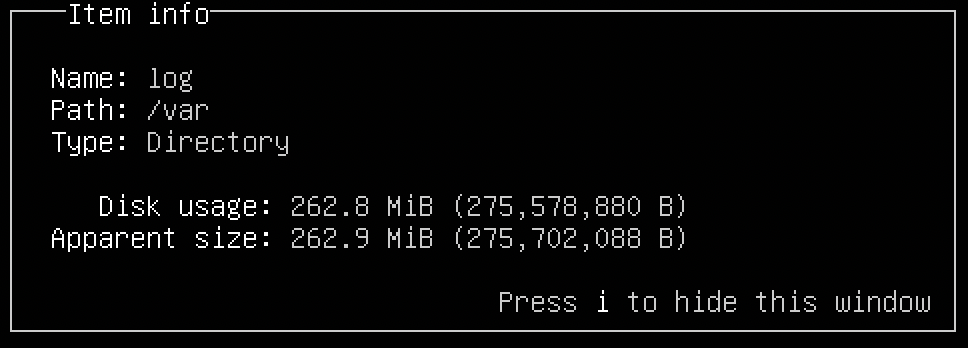 Item info
Name: log
Path: /var
Type: Directory
Disk usage: 262.8 MiB (275,578,880 B)
Apparent size: 262.9 MiB (275,702,088 B)
Press i to hide this window